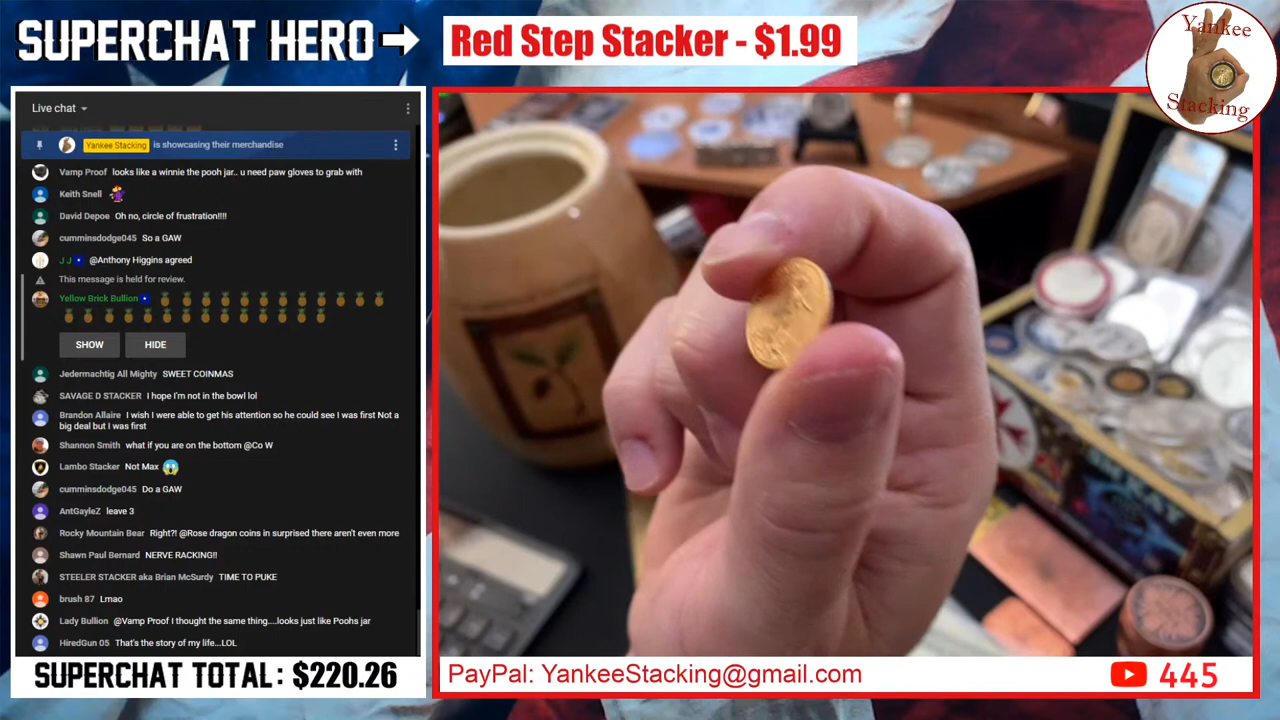 SUPERCHAT HERO
Red Step Stacker - $1.99
Yankee
Stacking
Live chat
Yankee Stacking is showcasing their merchandise
Vamp Proof looks like a winnie the pooh jar.. u need paw gloves to grab with
Keith Snell
David Depoe Oh no, circle of frustration!!!!
cumminsdodge045 So a GAW
J J @Anthony Higgins agreed
This message is held for review.
Yellow Brick Bullion
SHOW HIDE
Jedermachtig All Mighty SWEET COINMAS
SAVAGE D STACKER I hope I'm not in the bowl lol
Brandon Allaire I wish I were able to get his attention so he could see I was first Not a
big deal but I was first
Shannon Smith what if you are on the bottom @Co W
Lambo Stacker Not Max
cumminsdodge045 Do a GAW
AntGayleZ leave 3
Rocky Mountain Bear Right?! @Rose dragon coins in surprised there aren't even more
Shawn Paul Bernard NERVE RACKING!!
STEELER STACKER aka Brian McSurdy TIME TO PUKE
brush 87 Lmao
Lady Bullion @Vamp Proof I thought the same thing....looks just like Poohs jar
HiredGun 05 That's the story of my life...LOL
SUPERCHAT TOTAL: $220.26
PayPal: YankeeStacking@gmail.com
445